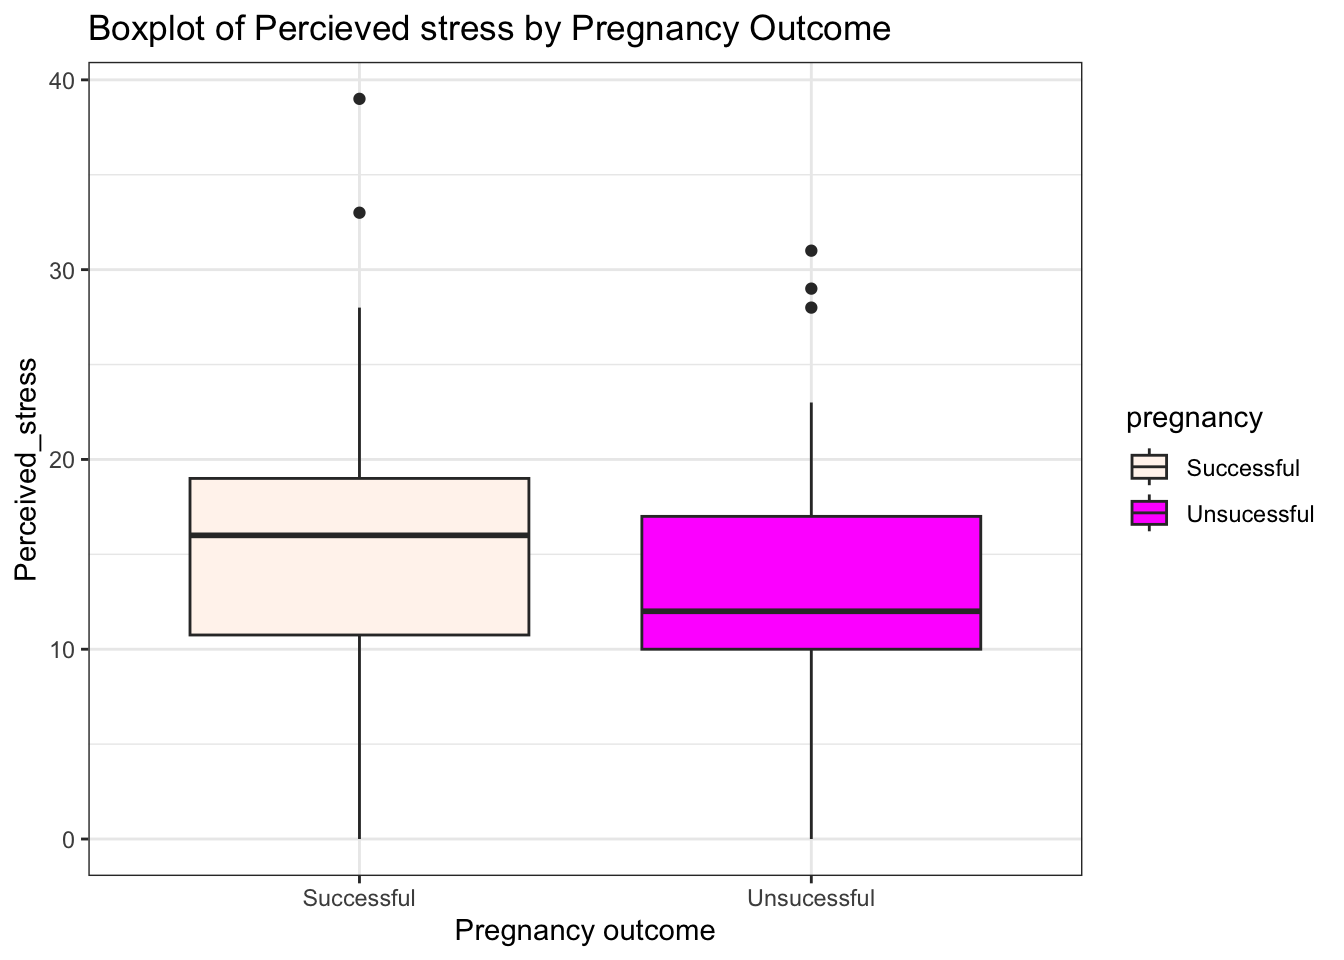 Boxplot of Percieved stress by Pregnancy Outcome
40
30
20
10
0
Perceived_stress
Successful
Unsucessful
Pregnancy outcome
pregnancy
Successful
Unsucessful